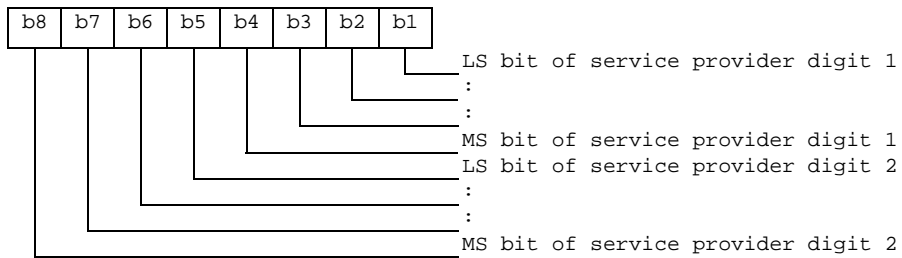 b8 b7 b6 b5 b4 b3 b2 b1
LS bit of service provider digit 1
:
:
MS bit of service provider digit 1
LS bit of service provider digit 2
:
:
MS bit of service provider digit 2